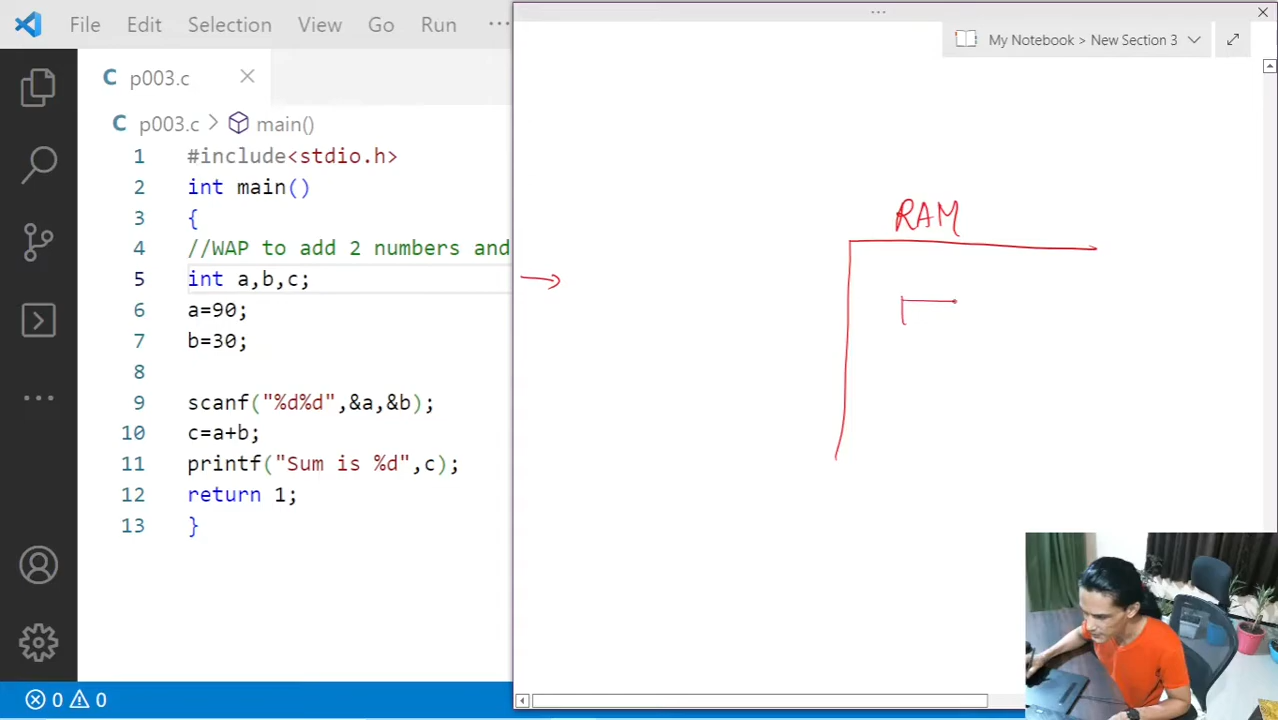 File Edit Selection View Go Run ···
C p003.c
C p003.c > main()
1 #include<stdio.h>
2 int main()
3 {
4 //WAP to add 2 numbers and
5 int a,b,c;
6 a=90;
7 b=30;
8
9 scanf("%d%d",&a,&b);
10 c=a+b;
11 printf("Sum is %d",c);
12 return 1;
13 }
0 0
My Notebook > New Section 3
RAM